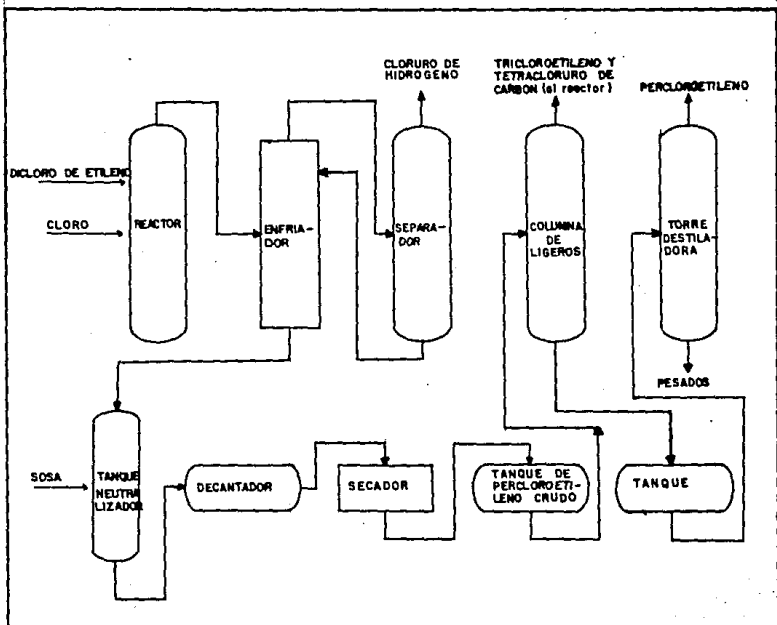 CLORURO DE
HIDROGENO
TRICLOROETILENO Y
TETRACLORURO DE
CARBON (al reactor)
PERCLOROETILENO
DICLORO DE ETILENO
CLORO
REACTOR
ENFRIA-
DOR
SEPARA-
DOR
COLUMNA
DE
LIGEROS
TORRE
DESTILA-
DORA
PESADOS
SOSA
TANQUE
NEUTRA
LIZADOR
DECANTADOR
SECADOR
TANQUE DE
PERCLOROETI-
LENO CRUDO
TANQUE